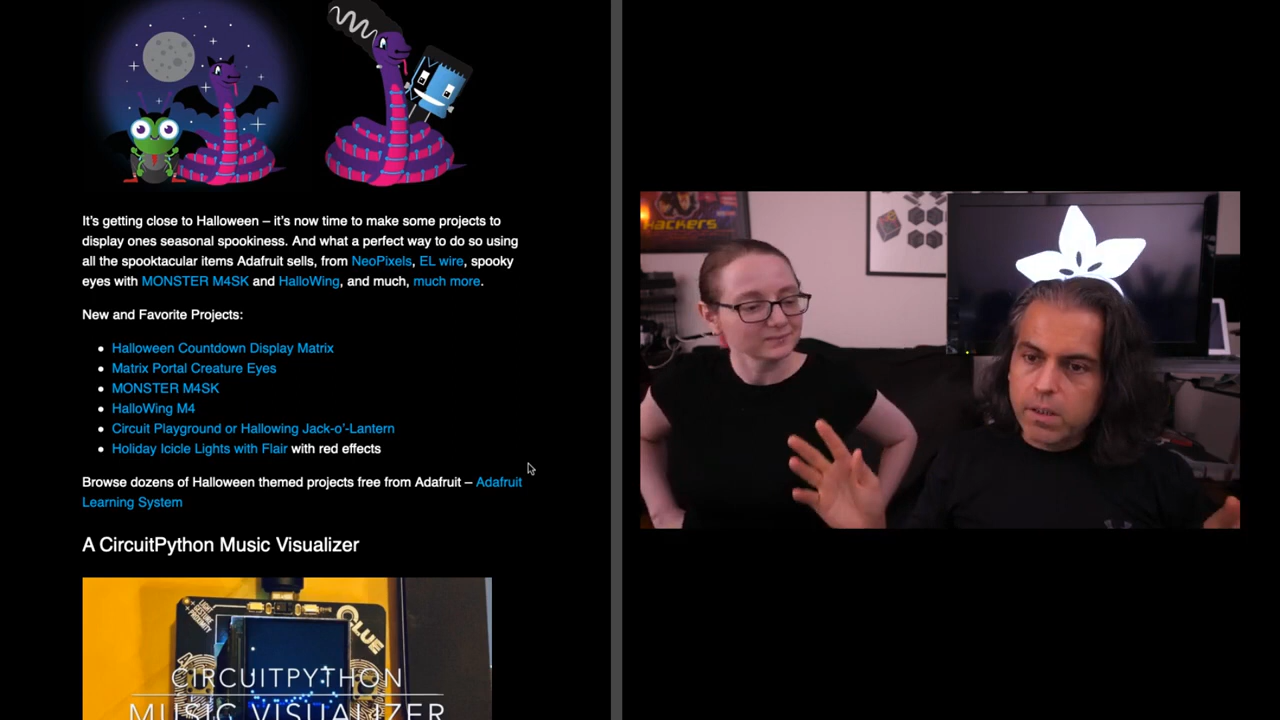 It's getting close to Halloween – it's now time to make some projects to
display ones seasonal spookiness. And what a perfect way to do so using
all the spooktacular items Adafruit sells, from NeoPixels, EL wire, spooky
eyes with MONSTER M4SK and HalloWing, and much, much more.
New and Favorite Projects:
• Halloween Countdown Display Matrix
• Matrix Portal Creature Eyes
• MONSTER M4SK
• HalloWing M4
• Circuit Playground or Hallowing Jack-o'-Lantern
• Holiday Icicle Lights with Flair with red effects
Browse dozens of Halloween themed projects free from Adafruit – Adafruit
Learning System
A CircuitPython Music Visualizer
LIGHT
GESTURE
PROXIMITY
CLUE
CIRCUITPYTHON
MUSIC VISUALIZER
HACKERS